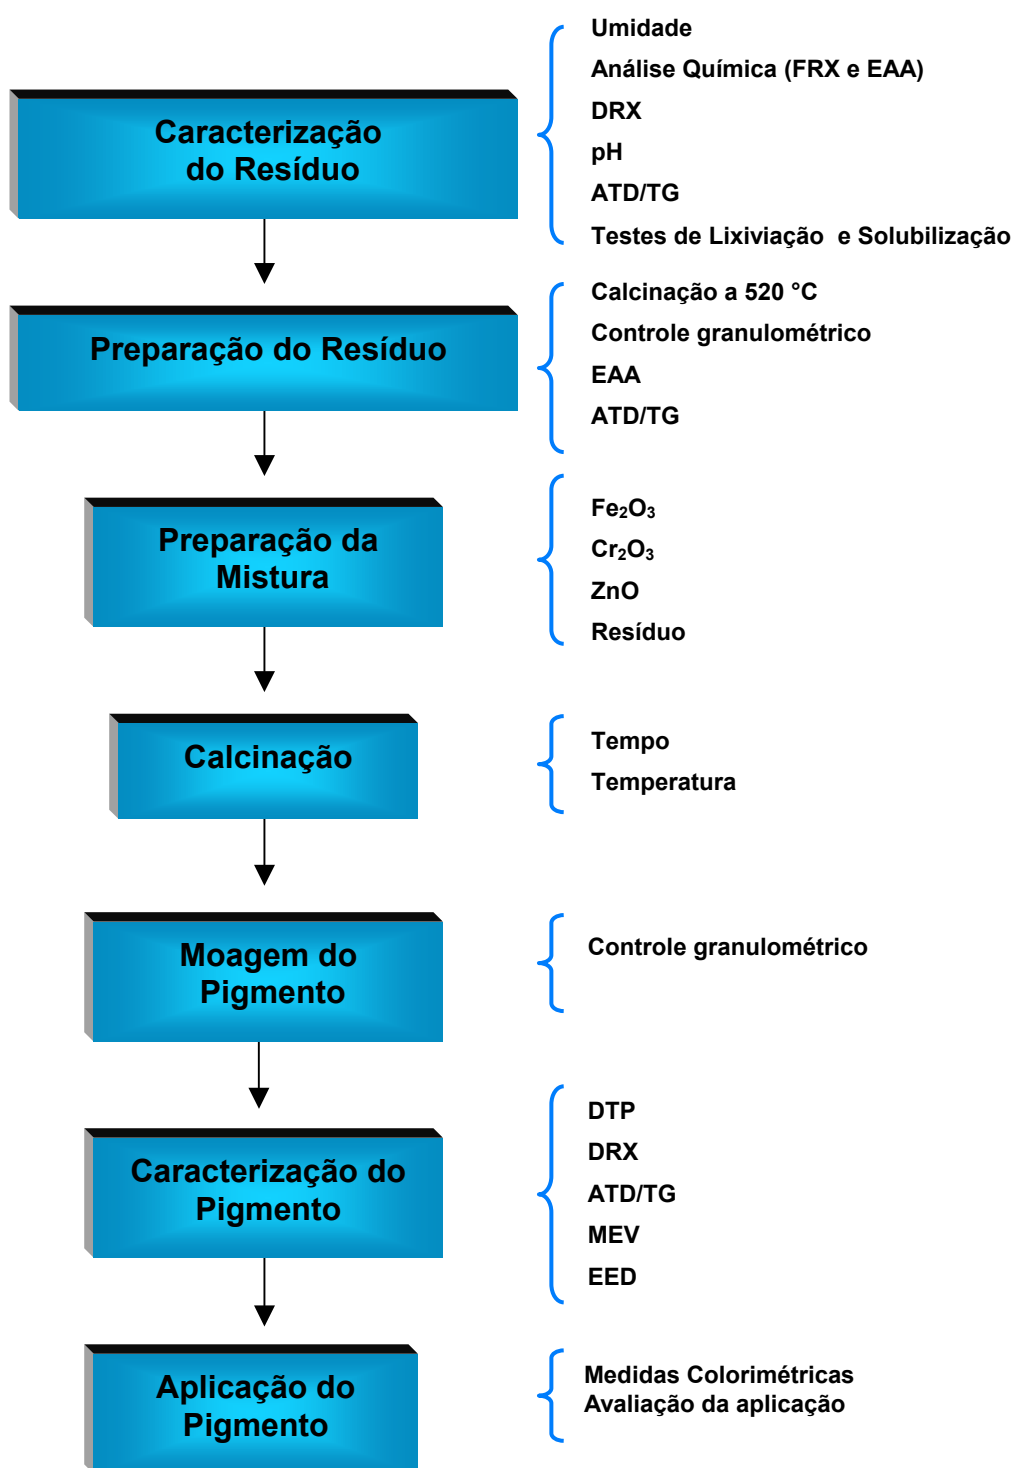 Caracterização
do Resíduo
Umidade
Análise Química (FRX e EAA)
DRX
pH
ATD/TG
Testes de Lixiviação e Solubilização
Preparação do Resíduo
Calcinação a 520 °C
Controle granulométrico
EAA
ATD/TG
Preparação da
Mistura
Fe₂O₃
Cr₂O₃
ZnO
Resíduo
Calcinação
Tempo
Temperatura
Moagem do
Pigmento
Controle granulométrico
Caracterização do
Pigmento
DTP
DRX
ATD/TG
MEV
EED
Aplicação do
Pigmento
Medidas Colorimétricas
Avaliação da aplicação